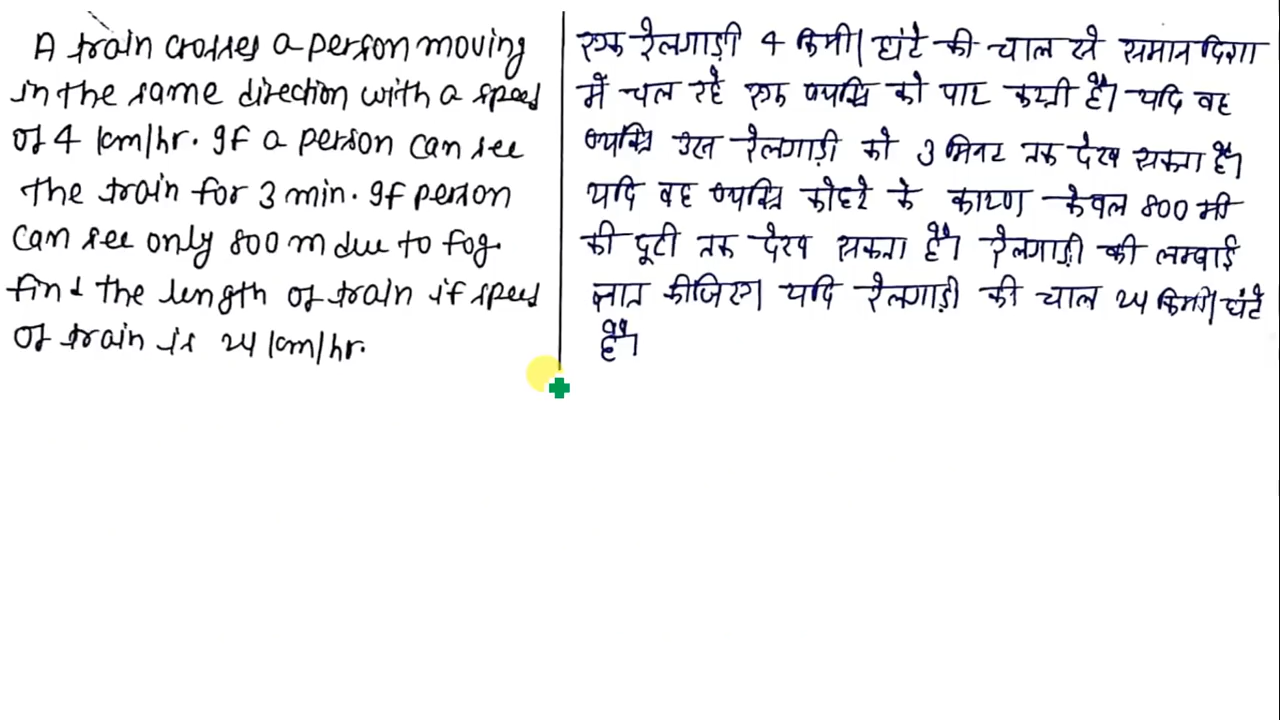 A train crosses a person moving
in the same direction with a speed
of 4 km/hr. If a person can see
the train for 3 min. If person
can see only 800 m due to fog.
find the length of train if speed
of train is 24 km/hr.
एक रेलगाड़ी 4 किमी/घंटे की चाल से समान दिशा
में चल रहे एक व्यक्ति को पार करती है। यदि वह
व्यक्ति उस रेलगाड़ी को 3 मिनट तक देख सकता है।
यदि वह व्यक्ति कोहरे के कारण केवल 800 मी
की दूरी तक देख सकता है। रेलगाड़ी की लम्बाई
ज्ञात कीजिए। यदि रेलगाड़ी की चाल 24 किमी/घंटे
है।